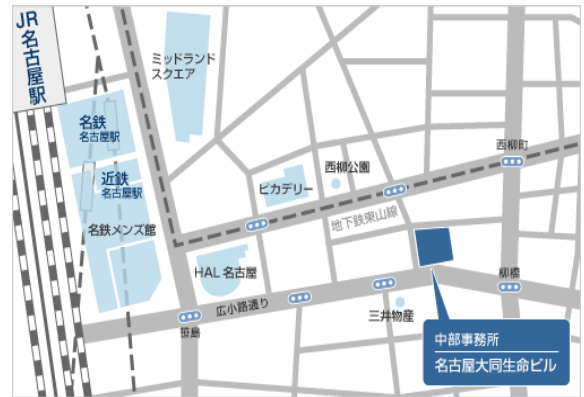 JR名古屋駅
ミッドランド
スクエア
名鉄
名古屋駅
近鉄
名古屋駅
名鉄メンズ館
西柳町
西柳公園
ピカデリー
地下鉄東山線
HAL 名古屋
広小路通り
笹島
柳橋
三井物産
中部事務所
名古屋大同生命ビル